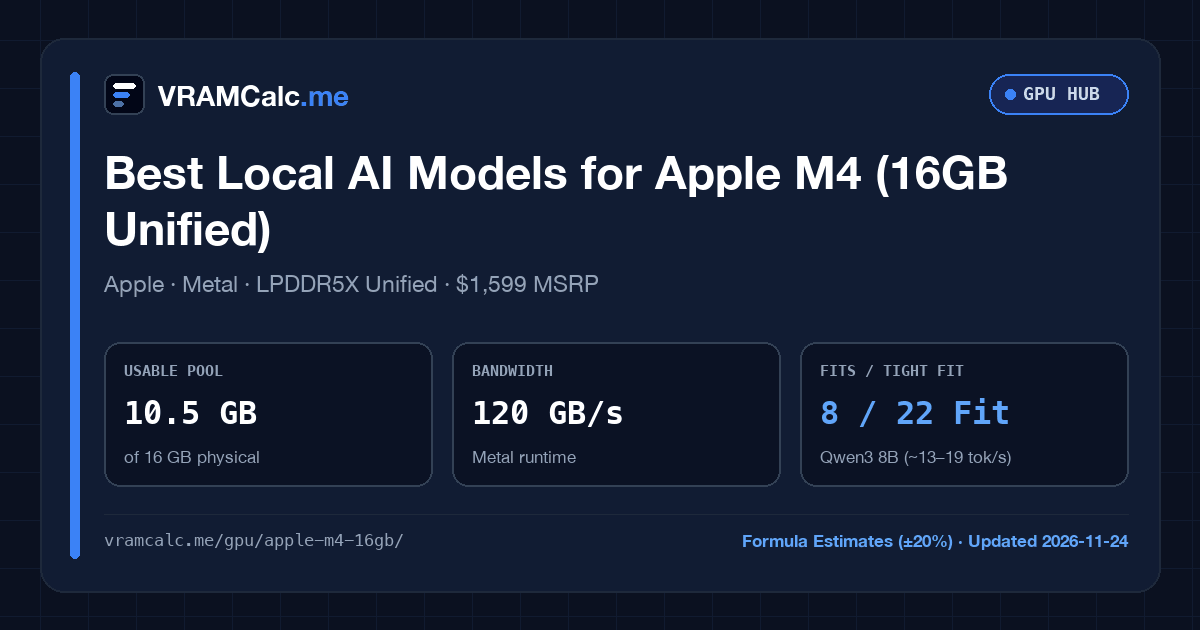 VRAMCalc.me
GPU HUB
Best Local AI Models for Apple M4 (16GB
Unified)
Apple · Metal · LPDDR5X Unified · $1,599 MSRP
USABLE POOL
10.5 GB
of 16 GB physical
BANDWIDTH
120 GB/s
Metal runtime
FITS / TIGHT FIT
8 / 22 Fit
Qwen3 8B (~13–19 tok/s)
vramcalc.me/gpu/apple-m4-16gb/
Formula Estimates (±20%) · Updated 2026-11-24